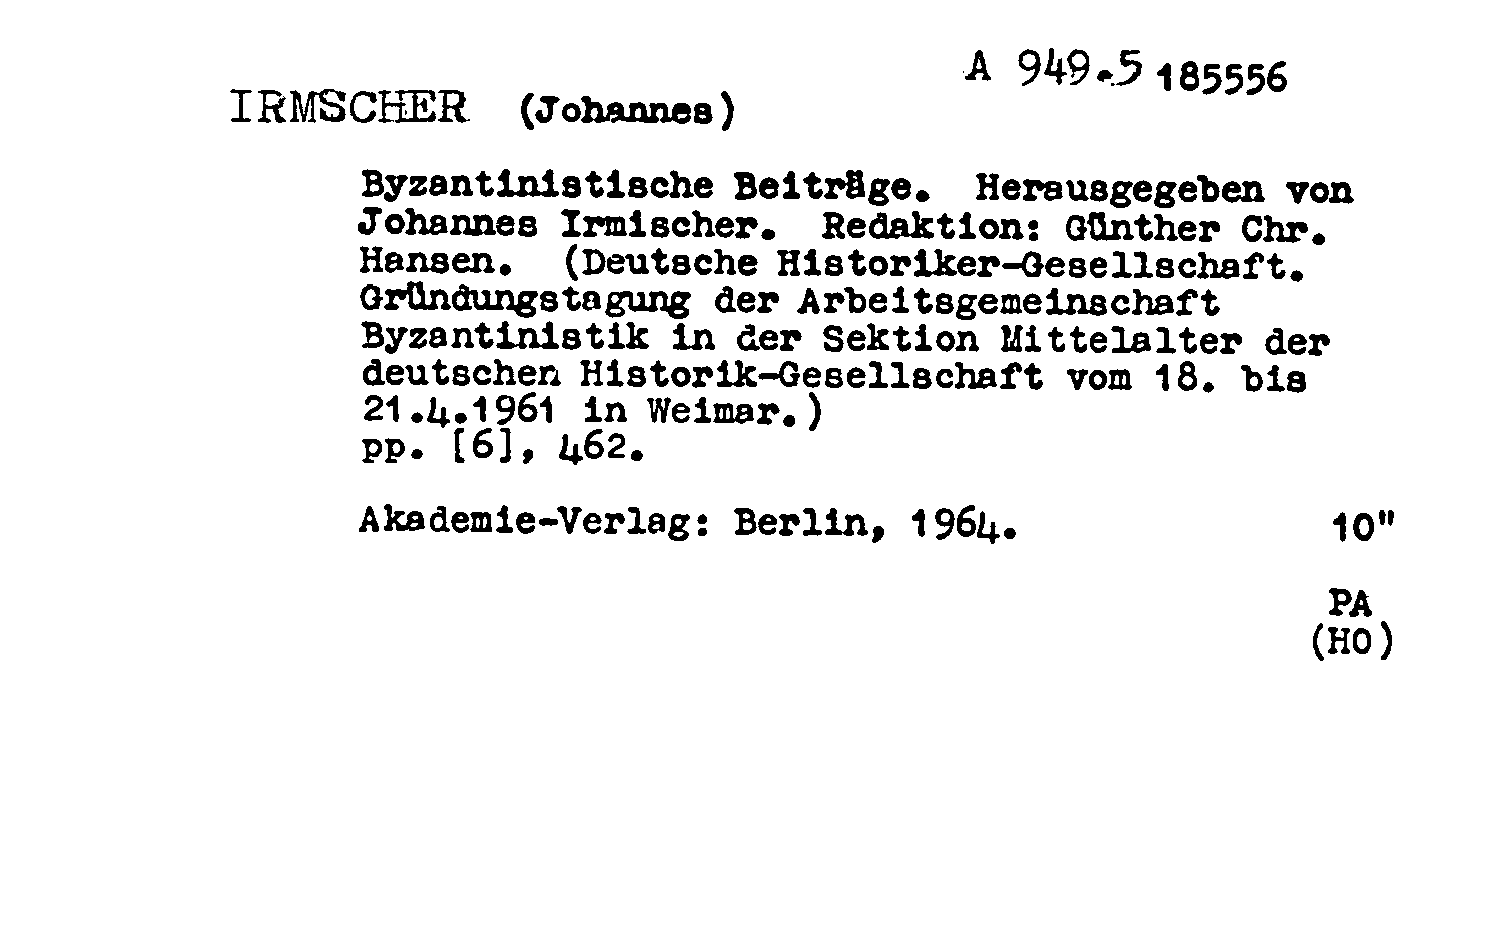 A 949.5 185556
IRMSCHER (Johannes)
Byzantinistische Beiträge. Herausgegeben von
Johannes Irmischer. Redaktion: Günther Chr.
Hansen. (Deutsche Historiker-Gesellschaft.
Gründungstagung der Arbeitsgemeinschaft
Byzantinistik in der Sektion Mittelalter der
deutschen Historik-Gesellschaft vom 18. bis
21.4.1961 in Weimar.)
pp. [6], 462.
Akademie-Verlag: Berlin, 1964. 10"
PA
(HO)